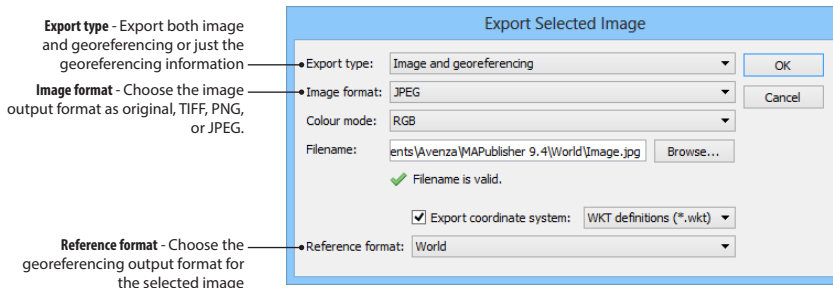 Export type - Export both image
and georeferencing or just the
georeferencing information
Image format - Choose the image
output format as original, TIFF, PNG,
or JPEG.
Reference format - Choose the
georeferencing output format for
the selected image
Export Selected Image
Export type: Image and georeferencing OK
Image format: JPEG Cancel
Colour mode: RGB
Filename: ents\Avenza\MAPublisher 9.4\World\Image.jpg Browse...
Filename is valid.
Export coordinate system: WKT definitions (*.wkt)
Reference format: World